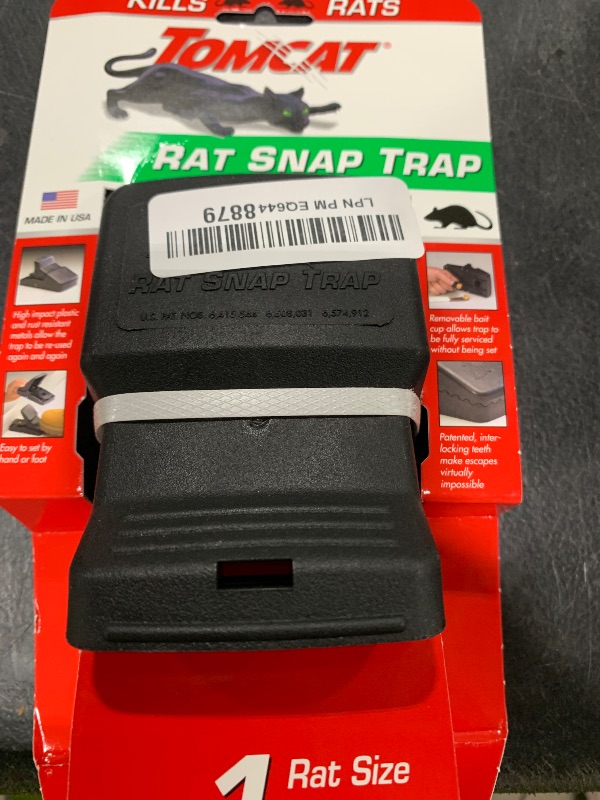 KILLS RATS
TOMCAT®
RAT SNAP TRAP
MADE IN USA
LPN PM EQ6448879
RAT SNAP TRAP
High impact plastic
and rust resistant
metals allow the
trap to be re-used
again and again
Removable bait
cup allows trap to
be fully serviced
without being set
Easy to set by
hand or foot
Patented, inter-
locking teeth
make escapes
virtually
impossible
1 Rat Size